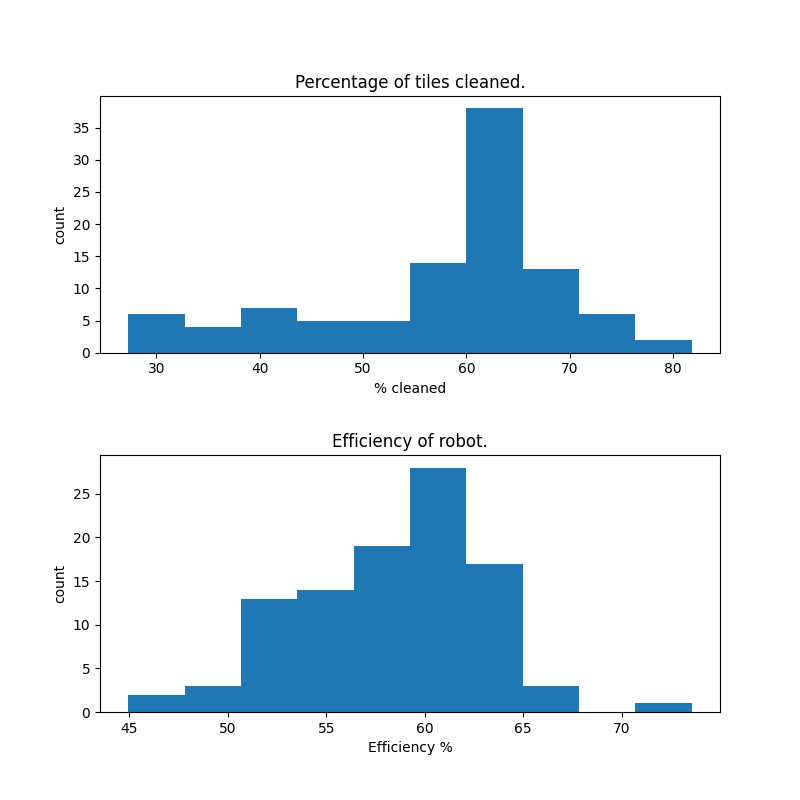 Percentage of tiles cleaned.
35
30
25
20
15
10
5
0
count
30 40 50 60 70 80
% cleaned
Efficiency of robot.
25
20
15
10
5
0
count
45 50 55 60 65 70
Efficiency %